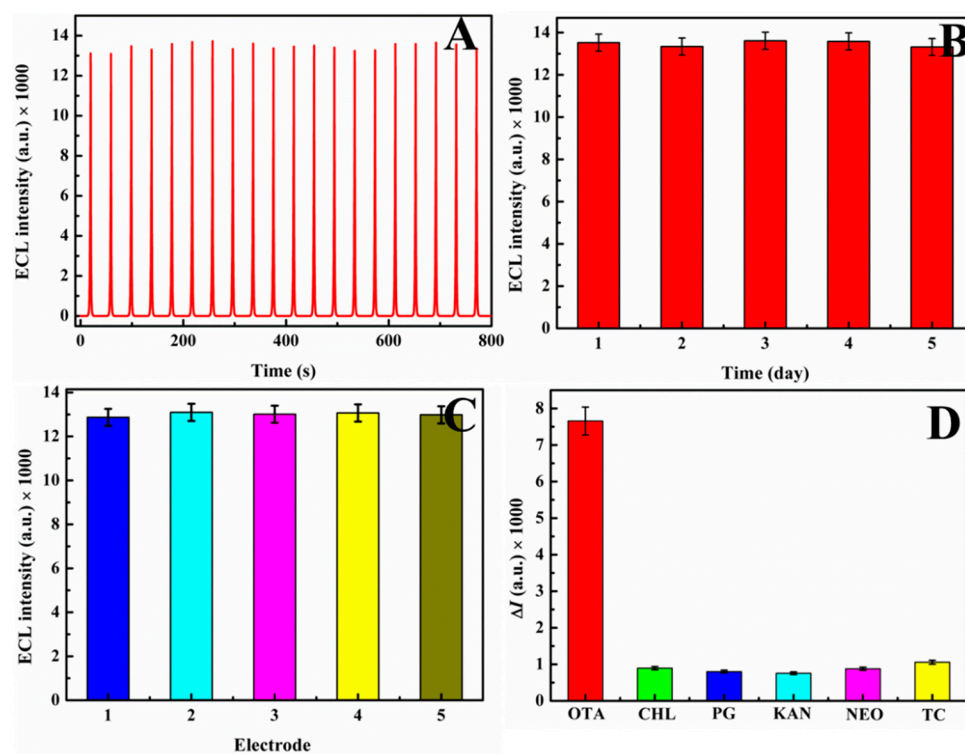 A
ECL intensity (a.u.) × 1000
14
12
10
8
6
4
2
0
0 200 400 600 800
Time (s)
B
ECL intensity (a.u.) × 1000
14
12
10
8
6
4
2
0
1 2 3 4 5
Time (day)
C
ECL intensity (a.u.) × 1000
14
12
10
8
6
4
2
0
1 2 3 4 5
Electrode
D
ΔI (a.u.) × 1000
8
7
6
5
4
3
2
1
0
OTA CHL PG KAN NEO TC